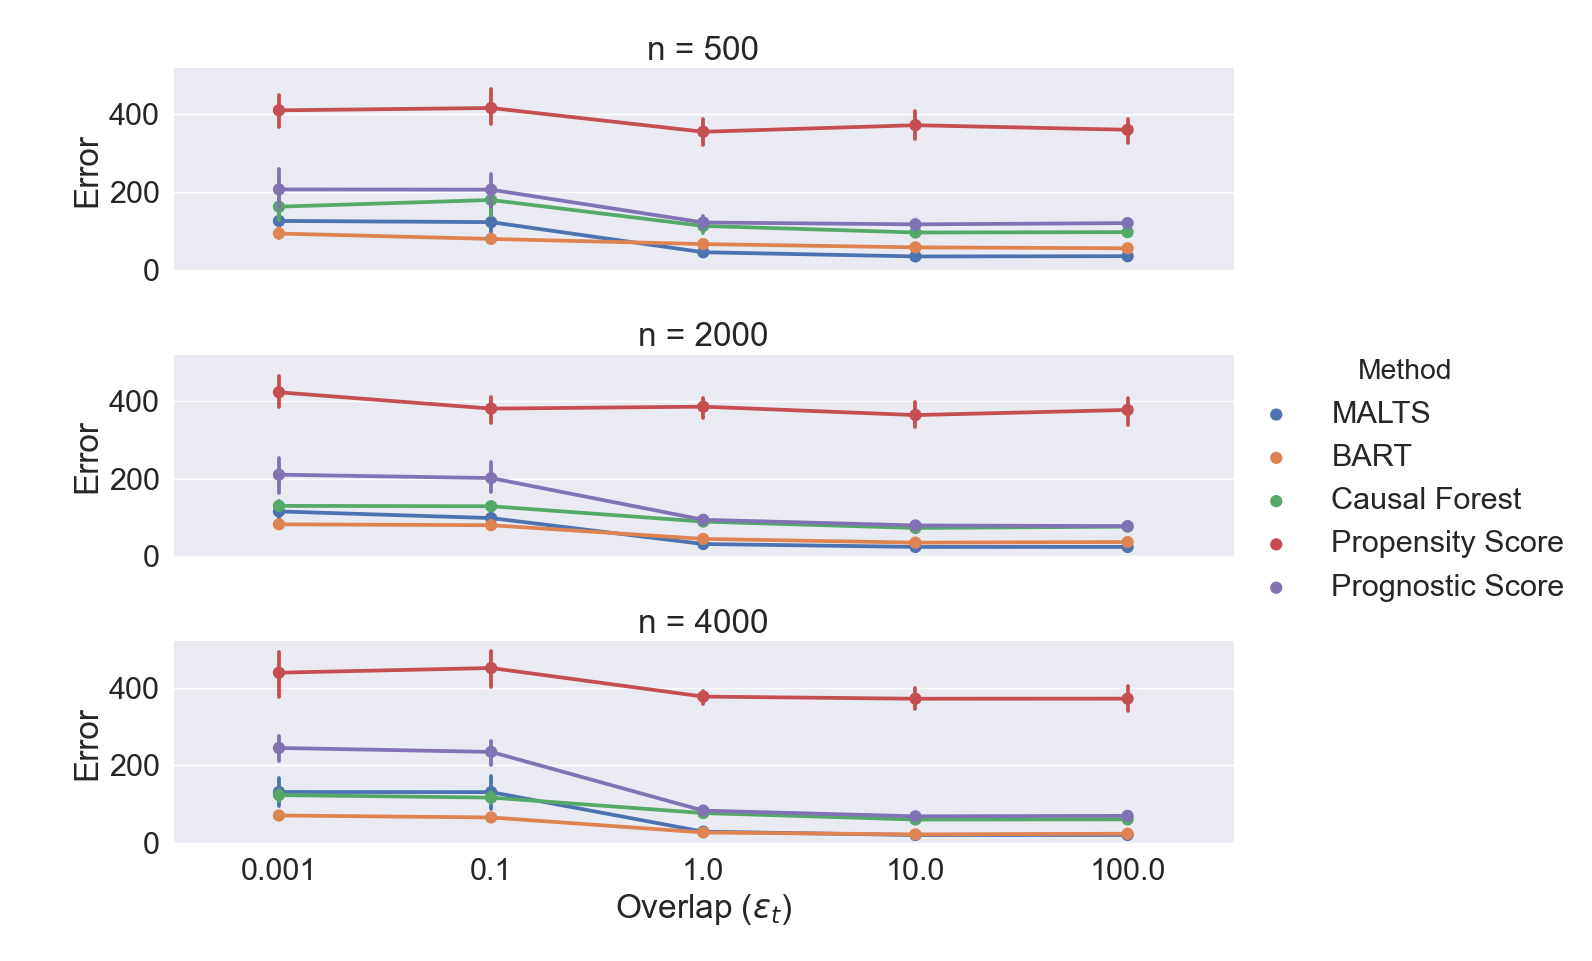 n = 500
400
200
0
Error
n = 2000
400
200
0
Error
n = 4000
400
200
0
Error
0.001 0.1 1.0 10.0 100.0
Overlap (εt)
Method
MALTS
BART
Causal Forest
Propensity Score
Prognostic Score